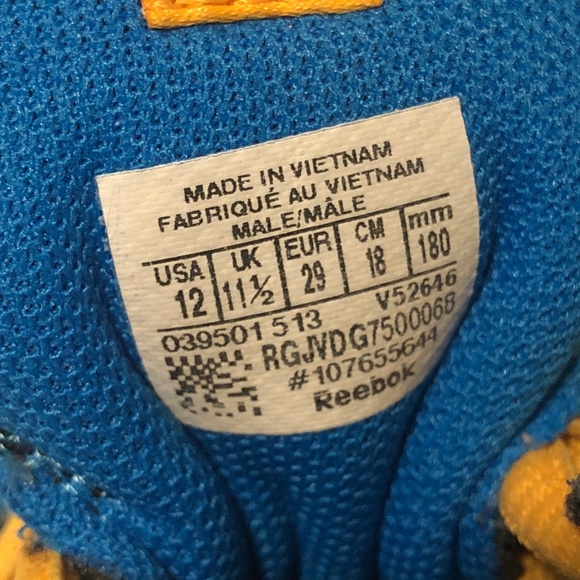 MADE IN VIETNAM
FABRIQUÉ AU VIETNAM
MALE/MÂLE
USA UK EUR CM mm
12 11½ 29 18 180
039501 513 V52646
RGJVDG7500068
#107655644
Reebok